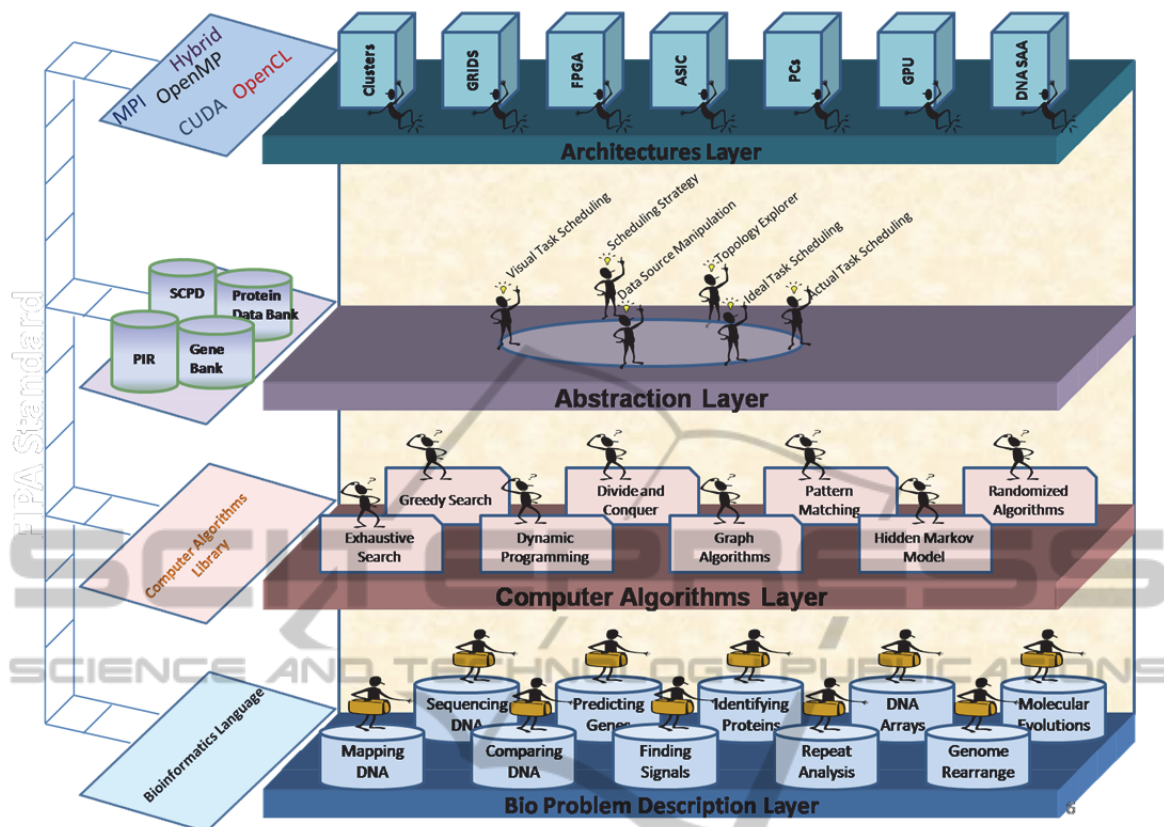 Hybrid
OpenMP
MPI
OpenCL
CUDA
Clusters
GRIDS
FPGA
ASIC
PCs
GPU
DNA SAA
Architectures Layer
Visual Task Scheduling
Scheduling Strategy
Data Source Manipulation
Topology Explorer
Ideal Task Scheduling
Actual Task Scheduling
SCPD
Protein
Data Bank
PIR
Gene
Bank
Abstraction Layer
FIPA Standard
Computer Algorithms
Library
Greedy Search
Divide and
Conquer
Pattern
Matching
Randomized
Algorithms
Exhaustive
Search
Dynamic
Programming
Graph
Algorithms
Hidden Markov
Model
Computer Algorithms Layer
SCITEPRESS
SCIENCE AND TECHNOLOGY PUBLICATIONS
Bioinformatics Language
Sequencing
DNA
Predicting
Genes
Identifying
Proteins
DNA
Arrays
Molecular
Evolutions
Mapping
DNA
Comparing
DNA
Finding
Signals
Repeat
Analysis
Genome
Rearrange
Bio Problem Description Layer
6